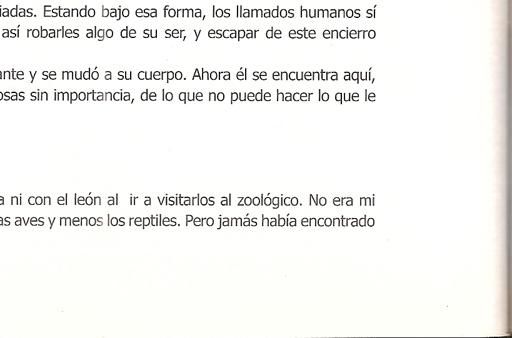 iadas. Estando bajo esa forma, los llamados humanos sí
así robarles algo de su ser, y escapar de este encierro
ante y se mudó a su cuerpo. Ahora él se encuentra aquí,
osas sin importancia, de lo que no puede hacer lo que le
a ni con el león al ir a visitarlos al zoológico. No era mi
as aves y menos los reptiles. Pero jamás había encontrado